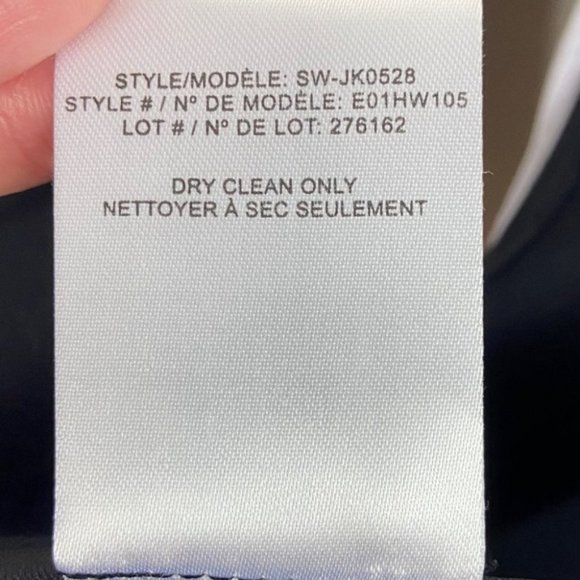 STYLE/MODÈLE: SW-JK0528
STYLE # / Nº DE MODÈLE: E01HW105
LOT # / Nº DE LOT: 276162
DRY CLEAN ONLY
NETTOYER À SEC SEULEMENT